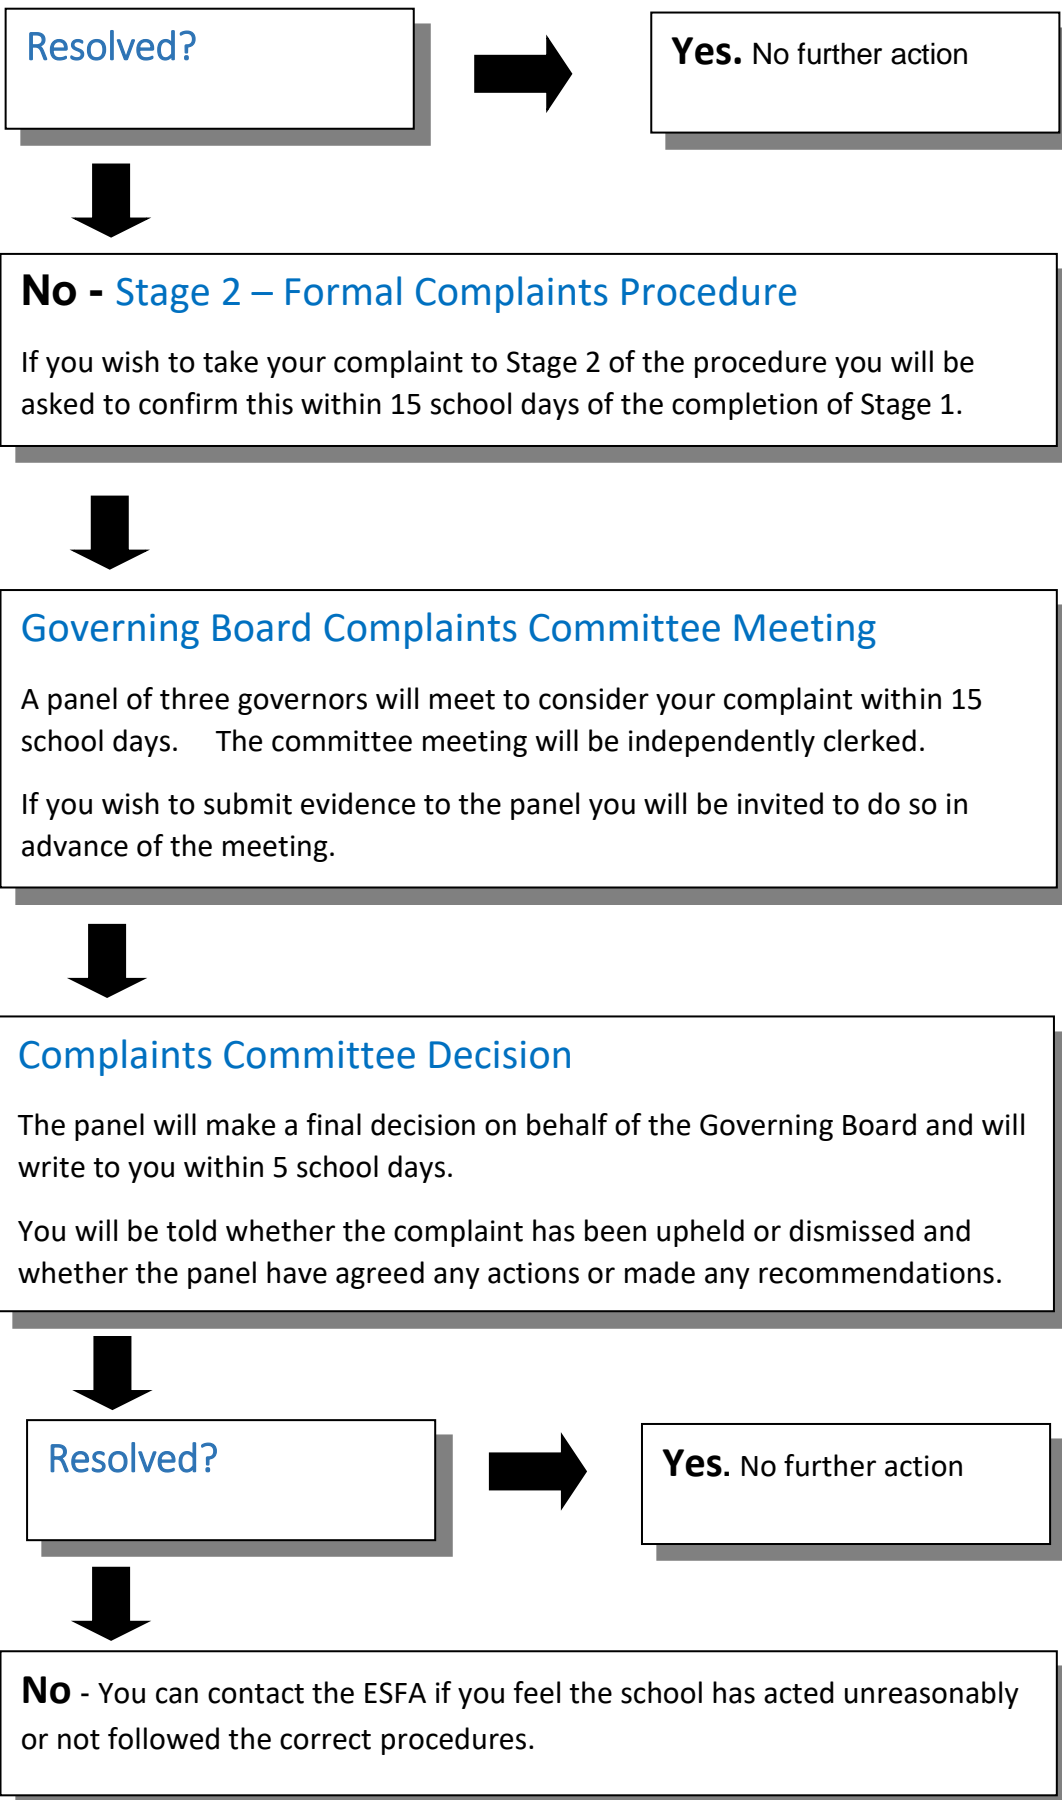 Resolved?
Yes. No further action
No - Stage 2 – Formal Complaints Procedure
If you wish to take your complaint to Stage 2 of the procedure you will be
asked to confirm this within 15 school days of the completion of Stage 1.
Governing Board Complaints Committee Meeting
A panel of three governors will meet to consider your complaint within 15
school days. The committee meeting will be independently clerked.
If you wish to submit evidence to the panel you will be invited to do so in
advance of the meeting.
Complaints Committee Decision
The panel will make a final decision on behalf of the Governing Board and will
write to you within 5 school days.
You will be told whether the complaint has been upheld or dismissed and
whether the panel have agreed any actions or made any recommendations.
Resolved?
Yes. No further action
No - You can contact the ESFA if you feel the school has acted unreasonably
or not followed the correct procedures.